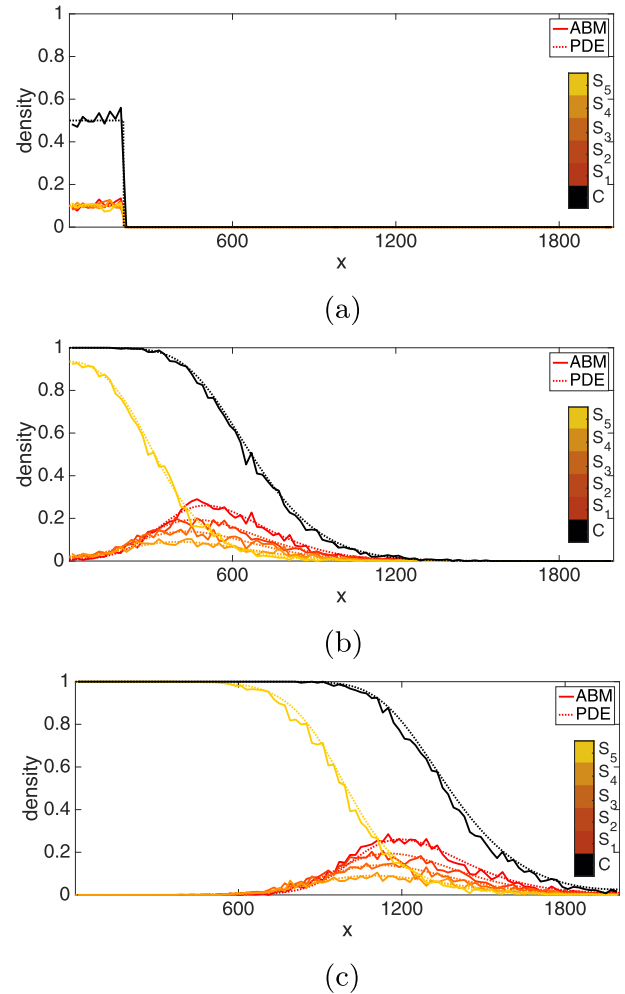 1
0.8
0.6
0.4
0.2
0
density
600
1200
1800
x
ABM
PDE
S5
S4
S3
S2
S1
C
(a)
1
0.8
0.6
0.4
0.2
0
density
600
1200
1800
x
ABM
PDE
S5
S4
S3
S2
S1
C
(b)
1
0.8
0.6
0.4
0.2
0
density
600
1200
1800
x
ABM
PDE
S5
S4
S3
S2
S1
C
(c)